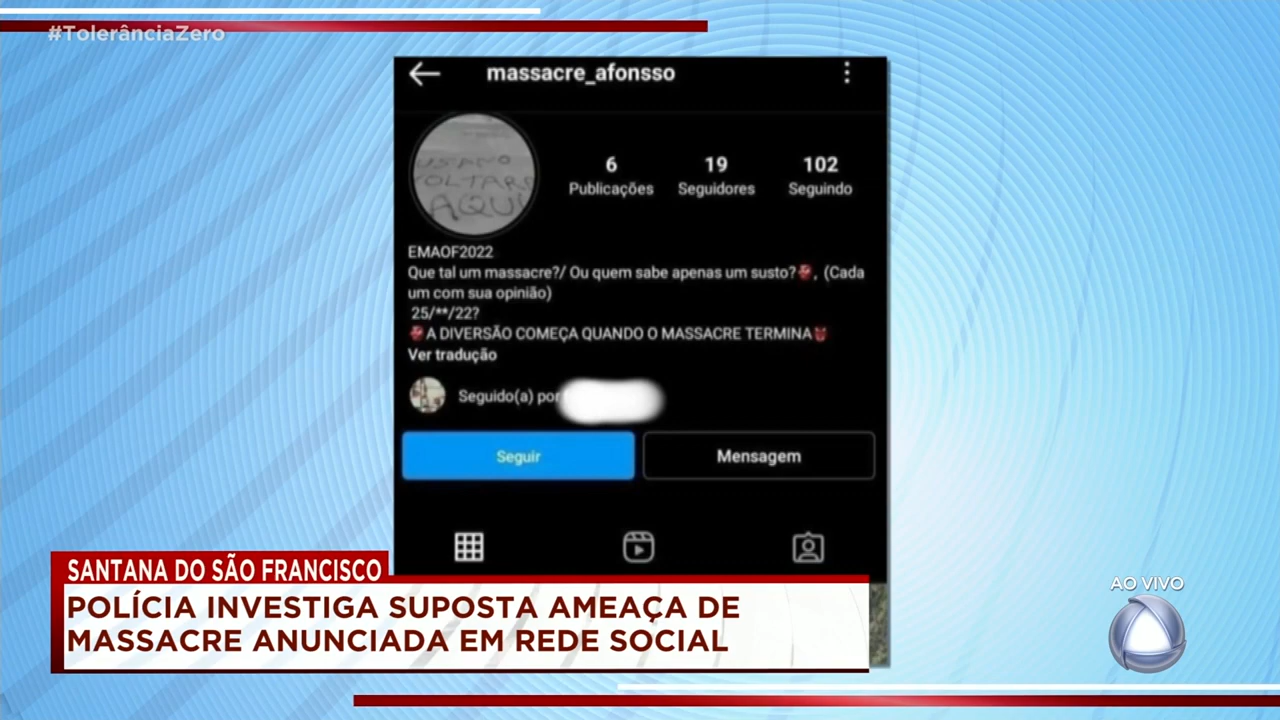 #TolerânciaZero
massacre_afonsso
6
19
102
Publicações
Seguidores
Seguindo
AQUI
EMAOF2022
Que tal um massacre?/ Ou quem sabe apenas um susto?👺, (Cada
um com sua opinião)
25/**/22?
👺A DIVERSÃO COMEÇA QUANDO O MASSACRE TERMINA👹
Ver tradução
Seguido(a) por
Seguir
Mensagem
SANTANA DO SÃO FRANCISCO
POLÍCIA INVESTIGA SUPOSTA AMEAÇA DE
MASSACRE ANUNCIADA EM REDE SOCIAL
AO VIVO